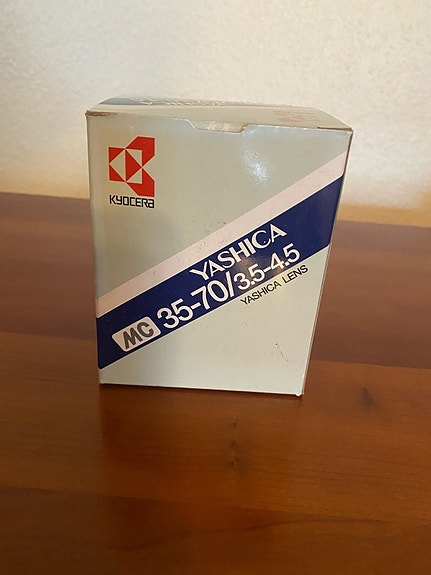 KYOCERA
YASHICA
MC 35-70/3.5-4.5
YASHICA LENS